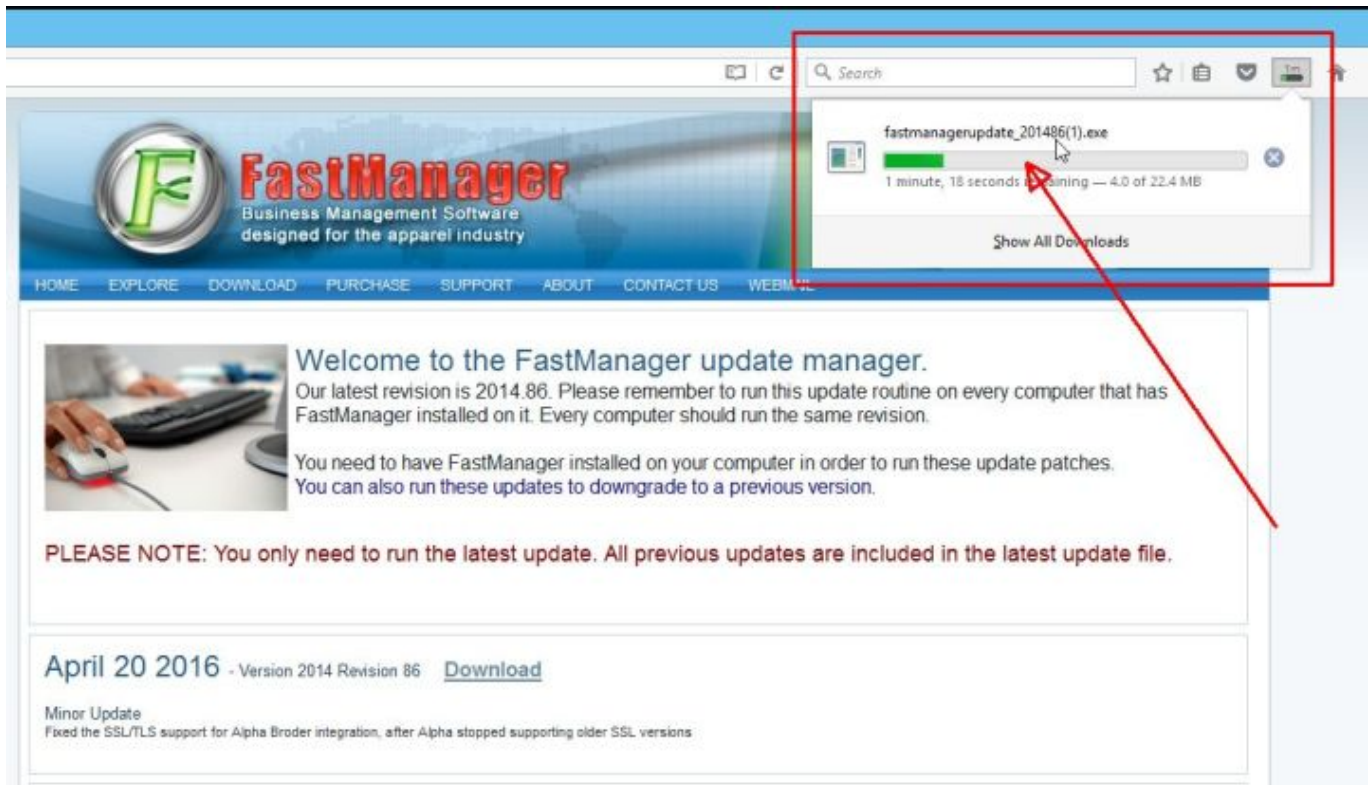 Search
1m
fastmanagerupdate_201486(1).exe
1 minute, 18 seconds remaining — 4.0 of 22.4 MB
Show All Downloads
F
FastManager
Business Management Software
designed for the apparel industry
HOME EXPLORE DOWNLOAD PURCHASE SUPPORT ABOUT CONTACT US WEBMAIL
Welcome to the FastManager update manager.
Our latest revision is 2014.86. Please remember to run this update routine on every computer that has
FastManager installed on it. Every computer should run the same revision.
You need to have FastManager installed on your computer in order to run these update patches.
You can also run these updates to downgrade to a previous version.
PLEASE NOTE: You only need to run the latest update. All previous updates are included in the latest update file.
April 20 2016 - Version 2014 Revision 86 Download
Minor Update
Fixed the SSL/TLS support for Alpha Broder integration, after Alpha stopped supporting older SSL versions